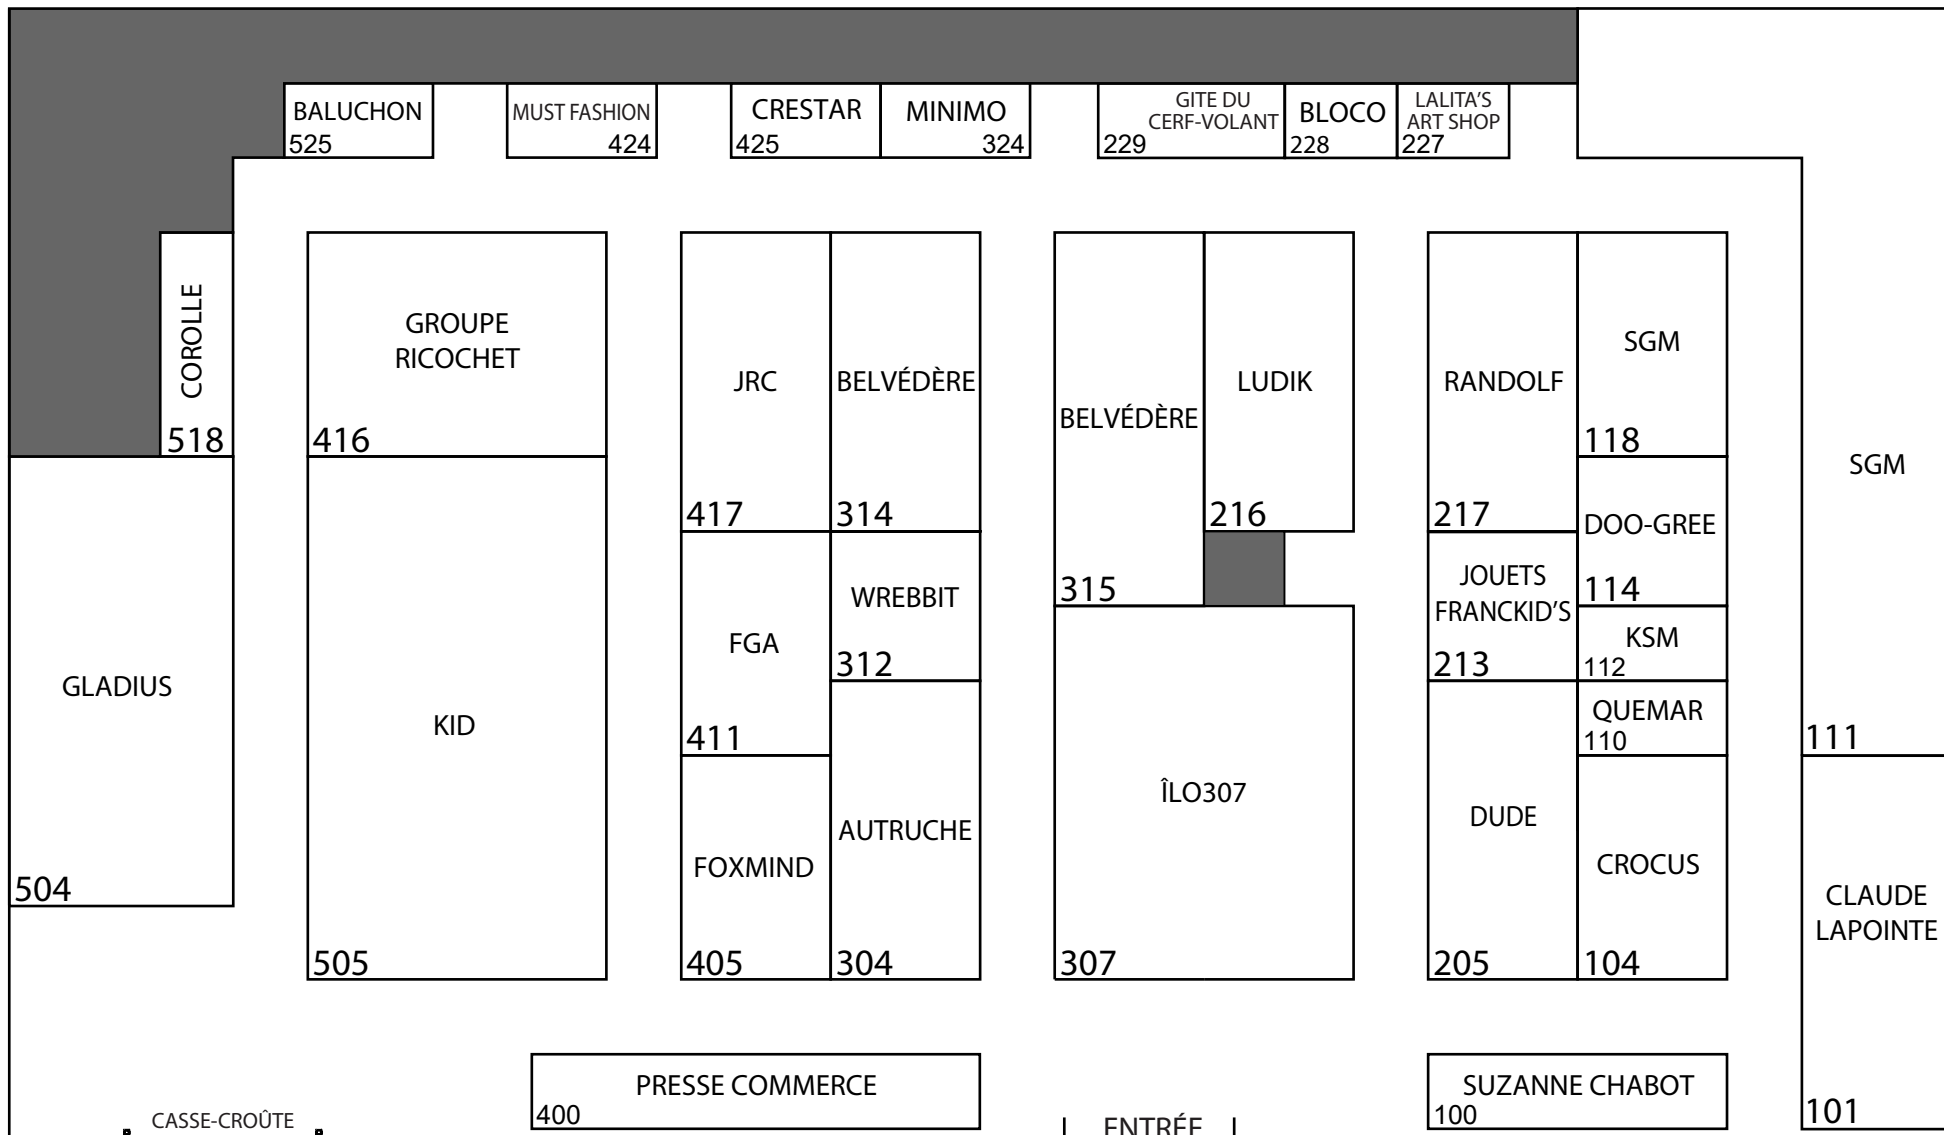 BALUCHON
525
MUST FASHION
424
CRESTAR
425
MINIMO
324
GITE DU
CERF-VOLANT
229
BLOCO
228
LALITA'S
ART SHOP
227
COROLLE
518
GROUPE
RICOCHET
416
JRC
417
BELVÉDÈRE
314
BELVÉDÈRE
315
LUDIK
216
RANDOLF
217
SGM
118
SGM
111
DOO-GREE
114
JOUETS
FRANCKID'S
213
WREBBIT
312
FGA
411
KSM
112
QUEMAR
110
GLADIUS
504
KID
505
FOXMIND
405
AUTRUCHE
304
ÎLO307
307
DUDE
205
CROCUS
104
CLAUDE
LAPOINTE
101
PRESSE COMMERCE
400
SUZANNE CHABOT
100
CASSE-CROÛTE
ENTRÉE